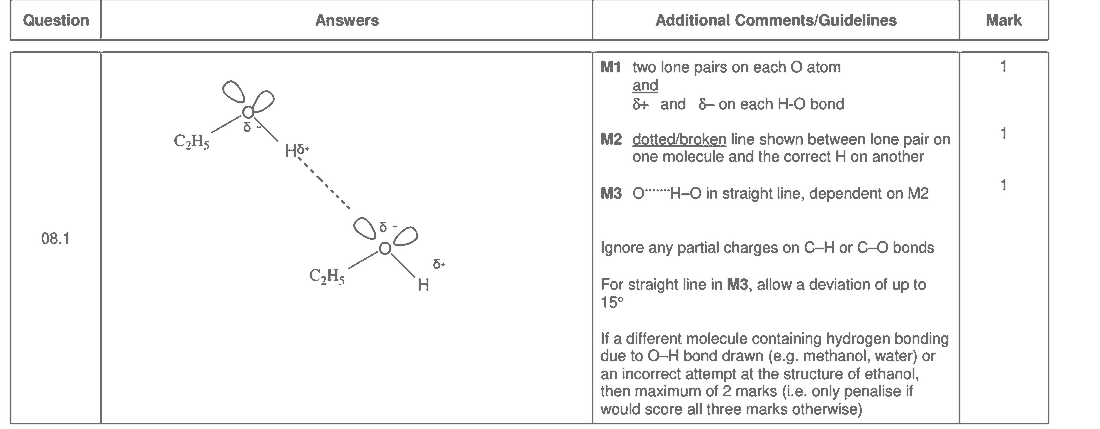 Question Answers Additional Comments/Guidelines Mark
08.1
C₂H₅
O
δ -
Hδ+
δ -
O
C₂H₅
H
δ+
M1 two lone pairs on each O atom 1
and
δ+ and δ– on each H-O bond
M2 dotted/broken line shown between lone pair on 1
one molecule and the correct H on another
M3 O·······H–O in straight line, dependent on M2 1
Ignore any partial charges on C–H or C–O bonds
For straight line in M3, allow a deviation of up to
15°
If a different molecule containing hydrogen bonding
due to O–H bond drawn (e.g. methanol, water) or
an incorrect attempt at the structure of ethanol,
then maximum of 2 marks (i.e. only penalise if
would score all three marks otherwise)